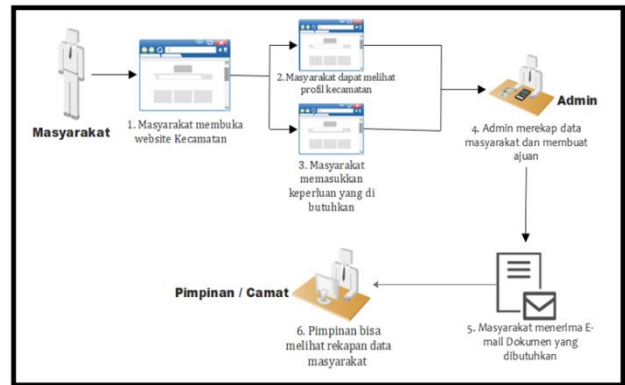 Masyarakat
1. Masyarakat membuka
website Kecamatan
2. Masyarakat dapat melihat
profil kecamatan
3. Masyarakat
memasukkan
keperluan yang di
butuhkan
Admin
4. Admin merekap data
masyarakat dan membuat
ajuan
5. Masyarakat menerima E-
mail Dokumen yang
dibutuhkan
Pimpinan / Camat
6. Pimpinan bisa
melihat rekapan data
masyarakat